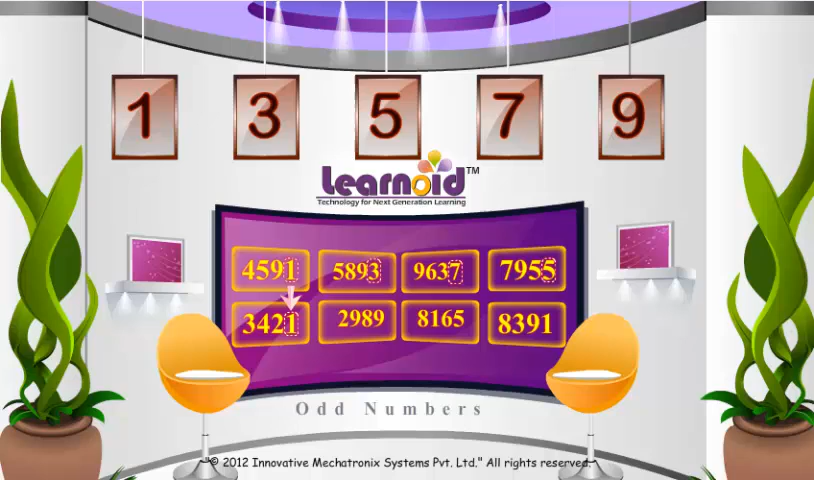 1 3 5 7 9
Learnoid™
Technology for Next Generation Learning
4591 5893 9637 7955
3421 2989 8165 8391
Odd Numbers
"© 2012 Innovative Mechatronix Systems Pvt. Ltd." All rights reserved.